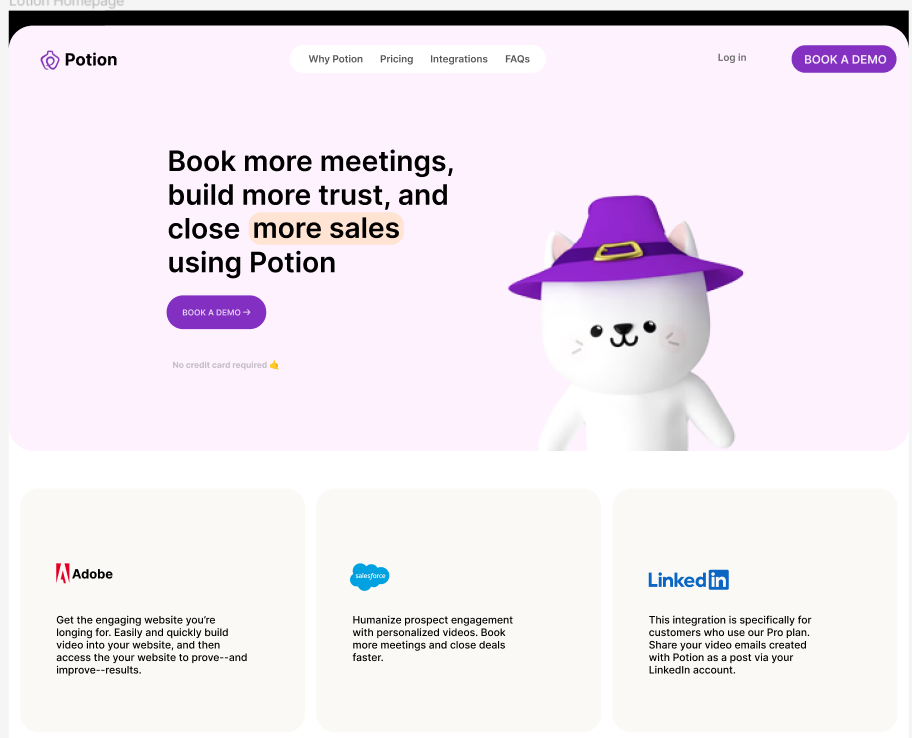 Lotion Homepage
Potion
Why Potion Pricing Integrations FAQs
Log in
BOOK A DEMO
Book more meetings,
build more trust, and
close more sales
using Potion
BOOK A DEMO →
No credit card required 🤙
Adobe
Get the engaging website you’re
longing for. Easily and quickly build
video into your website, and then
access the your website to prove--and
improve--results.
salesforce
Humanize prospect engagement
with personalized videos. Book
more meetings and close deals
faster.
Linked in
This integration is specifically for
customers who use our Pro plan.
Share your video emails created
with Potion as a post via your
LinkedIn account.